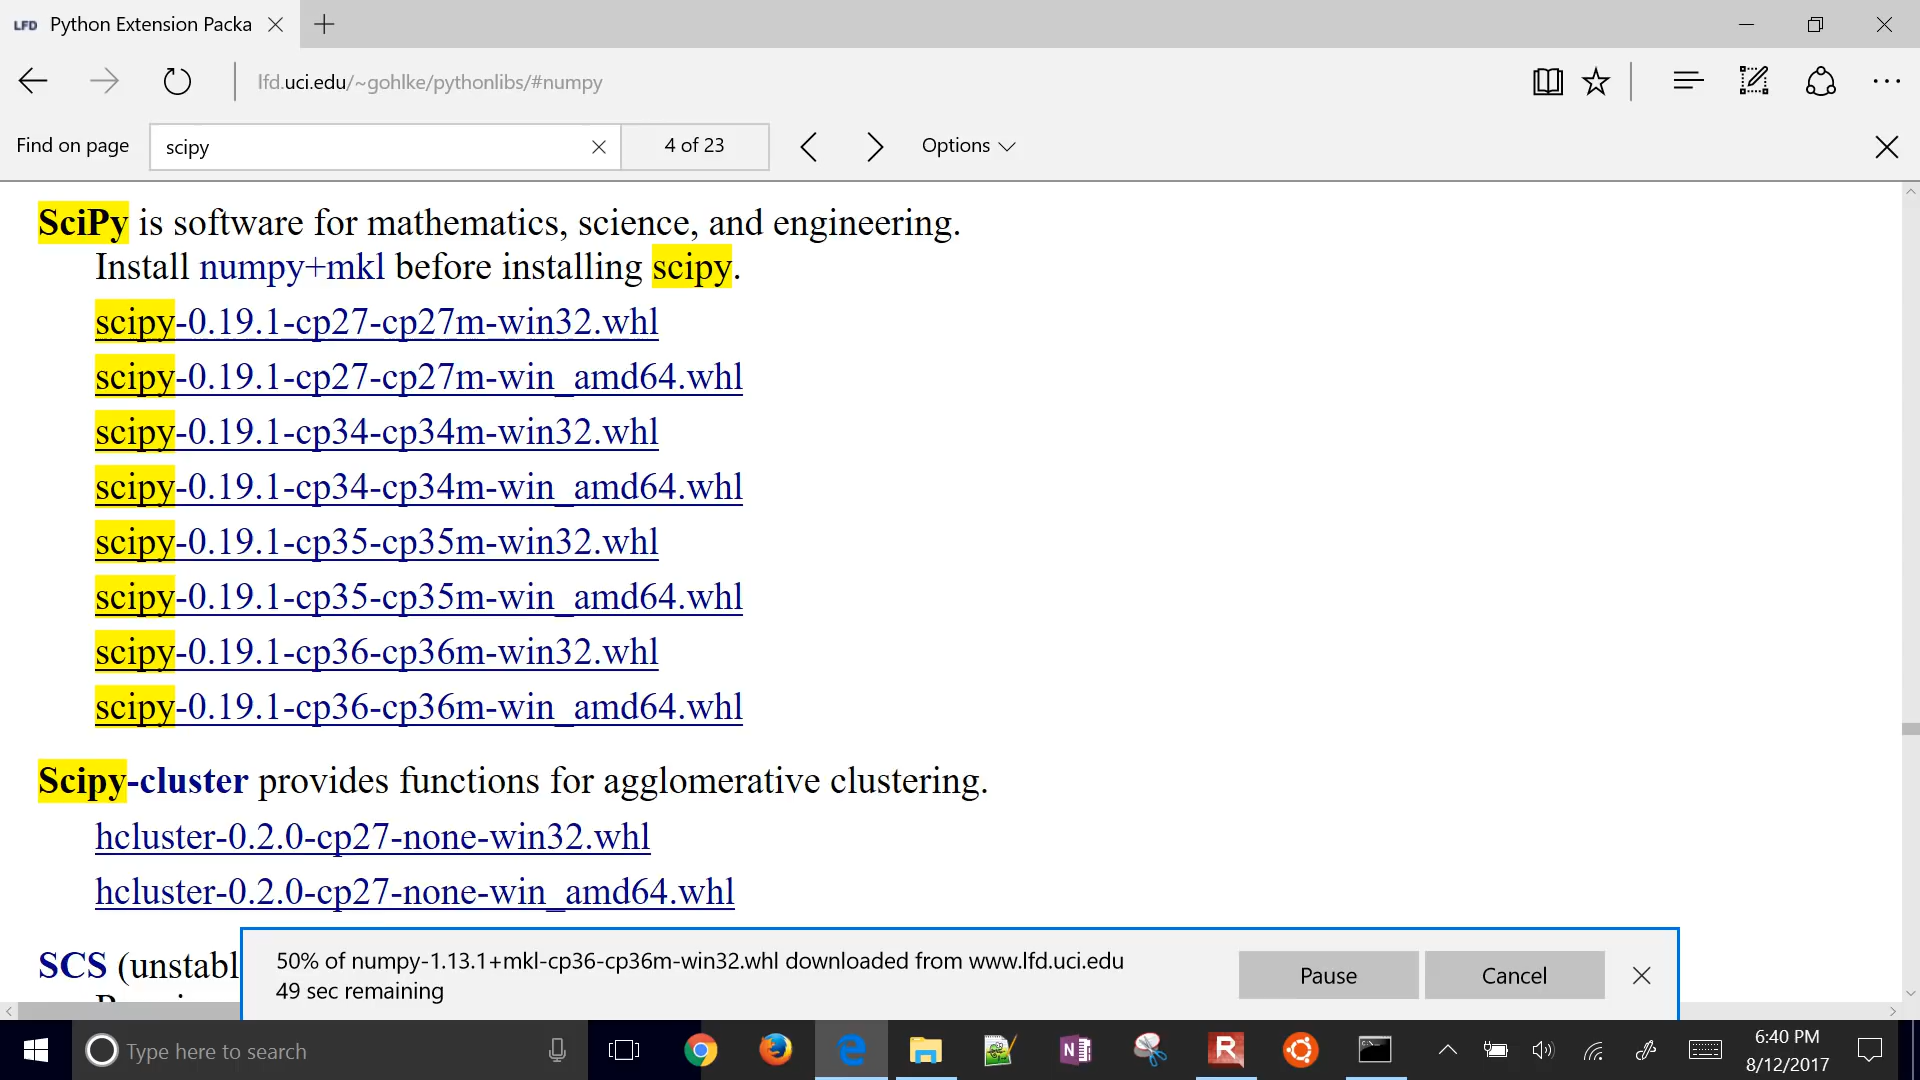 LFD Python Extension Packa
lfd.uci.edu/~gohlke/pythonlibs/#numpy
Find on page scipy 4 of 23 Options
SciPy is software for mathematics, science, and engineering.
Install numpy+mkl before installing scipy.
scipy-0.19.1-cp27-cp27m-win32.whl
scipy-0.19.1-cp27-cp27m-win_amd64.whl
scipy-0.19.1-cp34-cp34m-win32.whl
scipy-0.19.1-cp34-cp34m-win_amd64.whl
scipy-0.19.1-cp35-cp35m-win32.whl
scipy-0.19.1-cp35-cp35m-win_amd64.whl
scipy-0.19.1-cp36-cp36m-win32.whl
scipy-0.19.1-cp36-cp36m-win_amd64.whl
Scipy-cluster provides functions for agglomerative clustering.
hcluster-0.2.0-cp27-none-win32.whl
hcluster-0.2.0-cp27-none-win_amd64.whl
SCS (unstabl
50% of numpy-1.13.1+mkl-cp36-cp36m-win32.whl downloaded from www.lfd.uci.edu
49 sec remaining
Pause Cancel
Type here to search
6:40 PM
8/12/2017